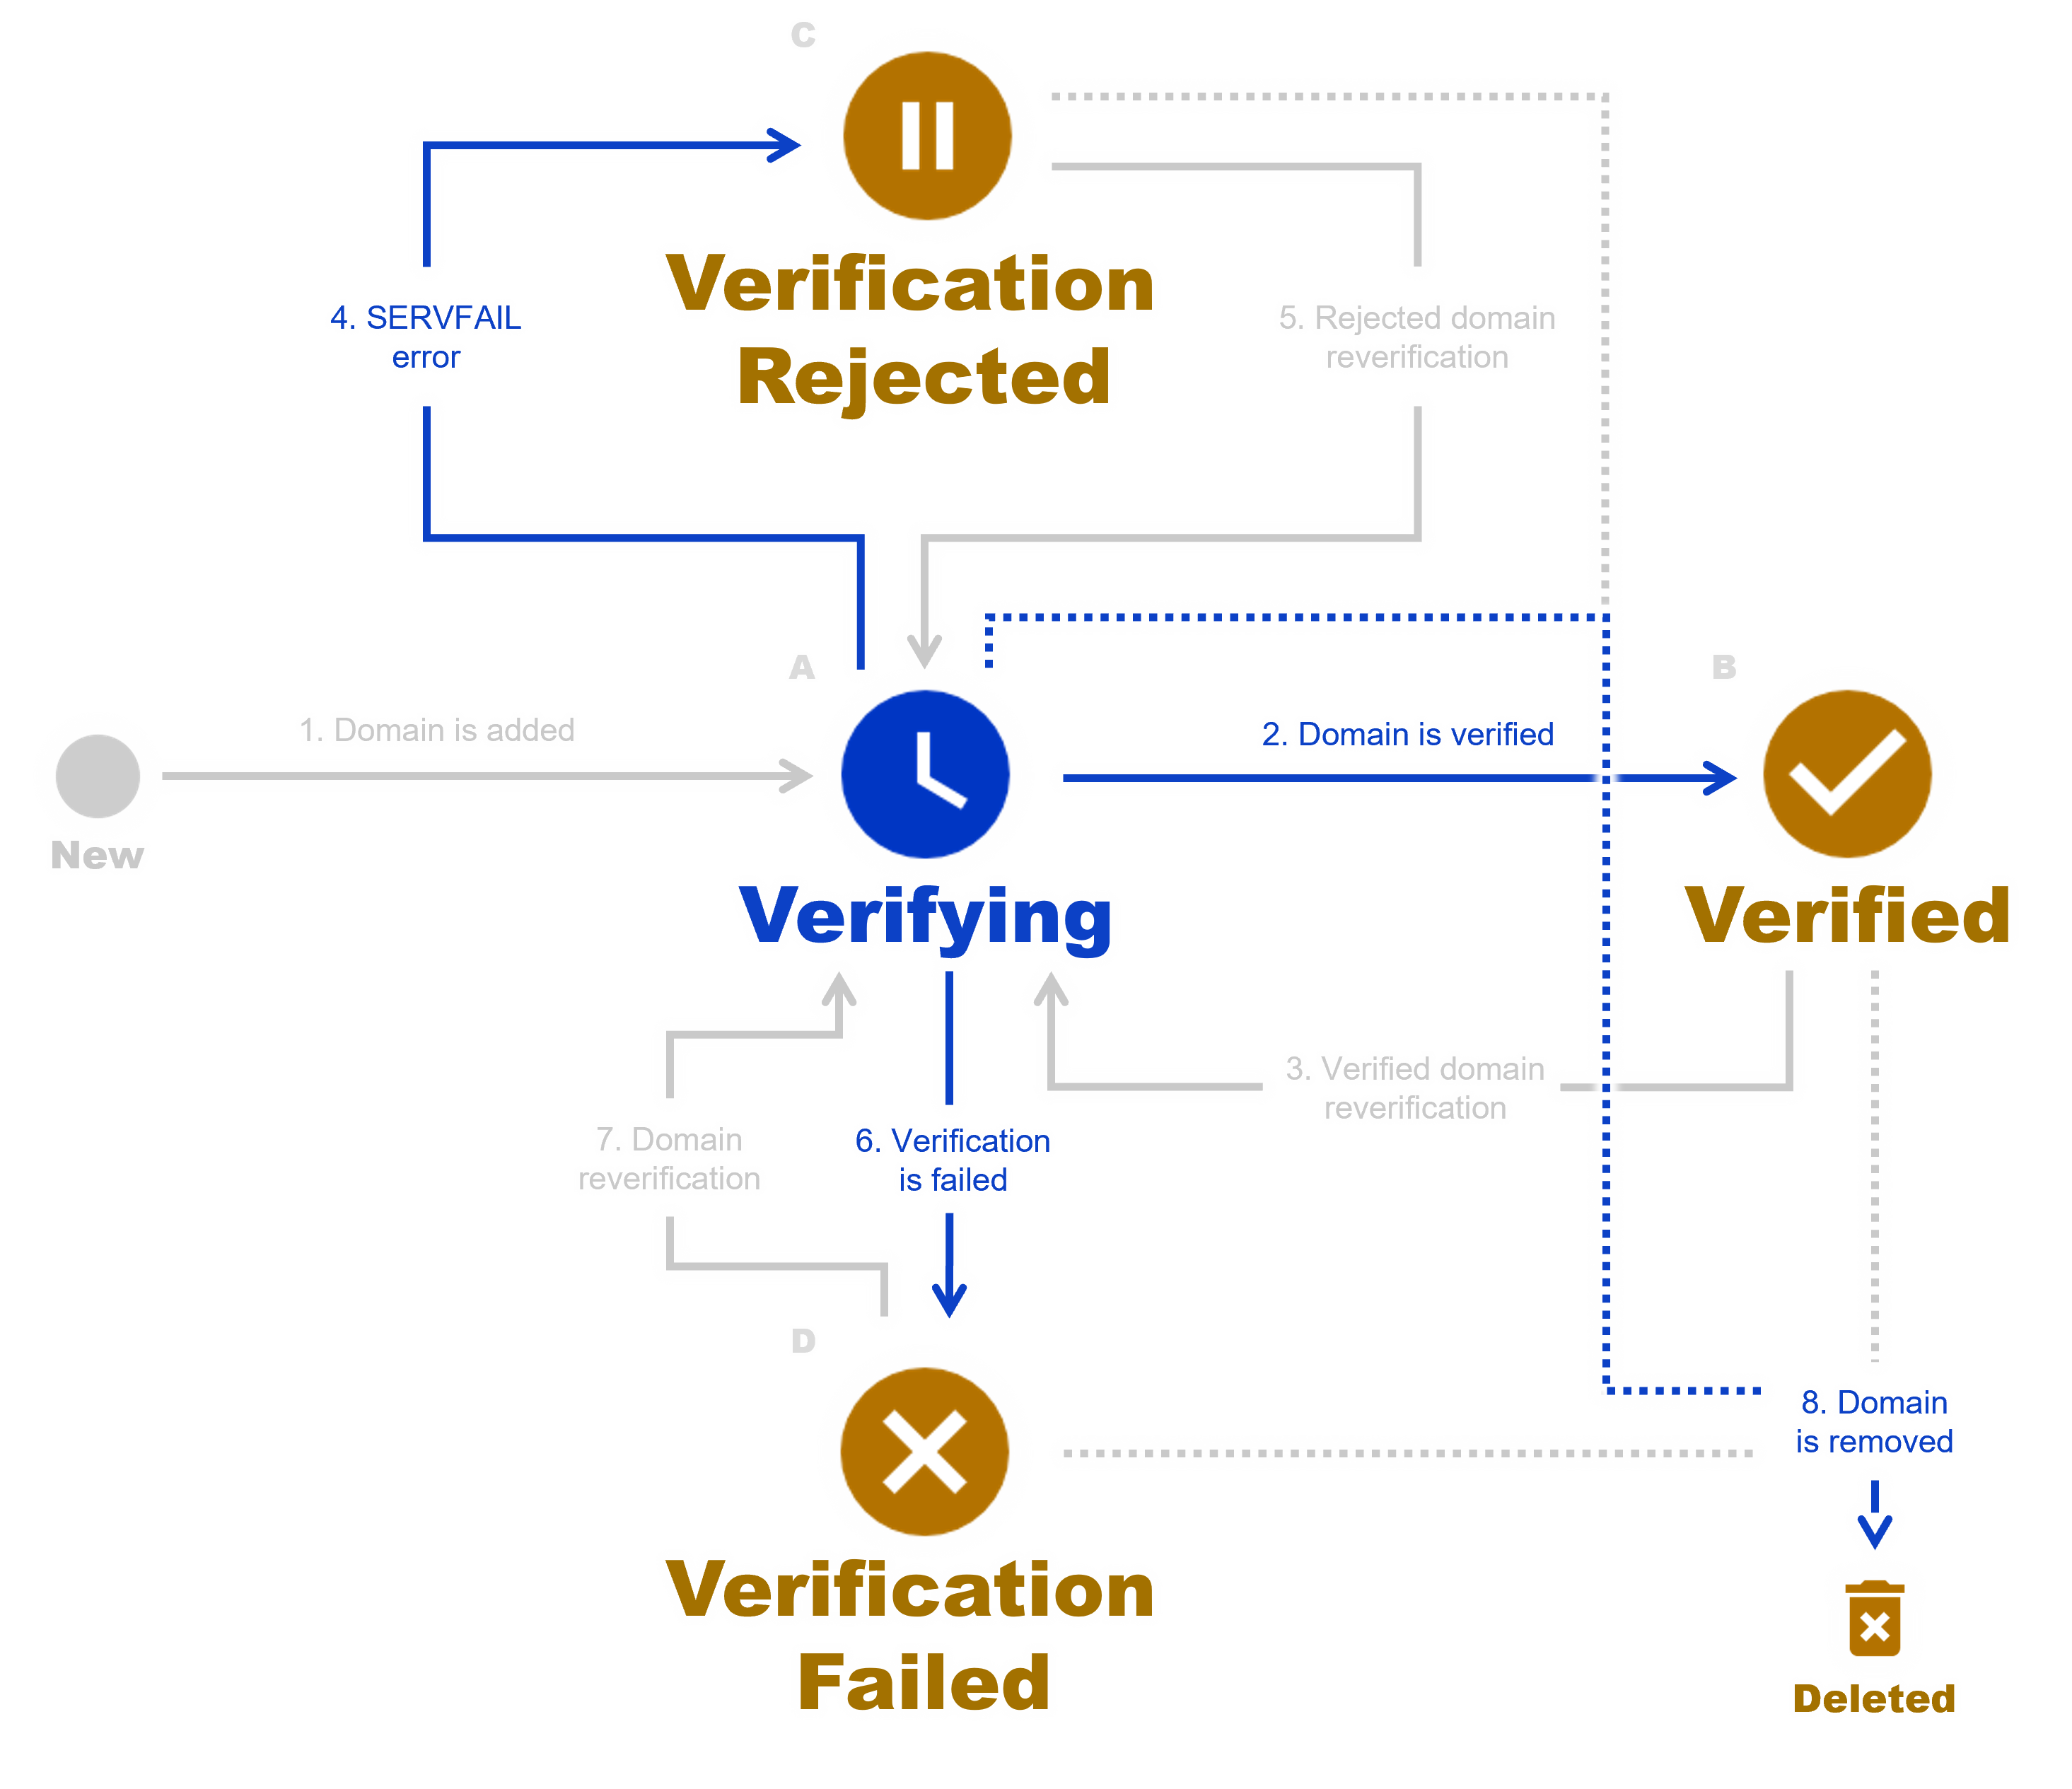 C
Verification
Rejected
4. SERVFAIL
error
5. Rejected domain
reverification
A
B
1. Domain is added
2. Domain is verified
New
Verifying
Verified
3. Verified domain
reverification
7. Domain
reverification
6. Verification
is failed
D
8. Domain
is removed
Verification
Failed
Deleted